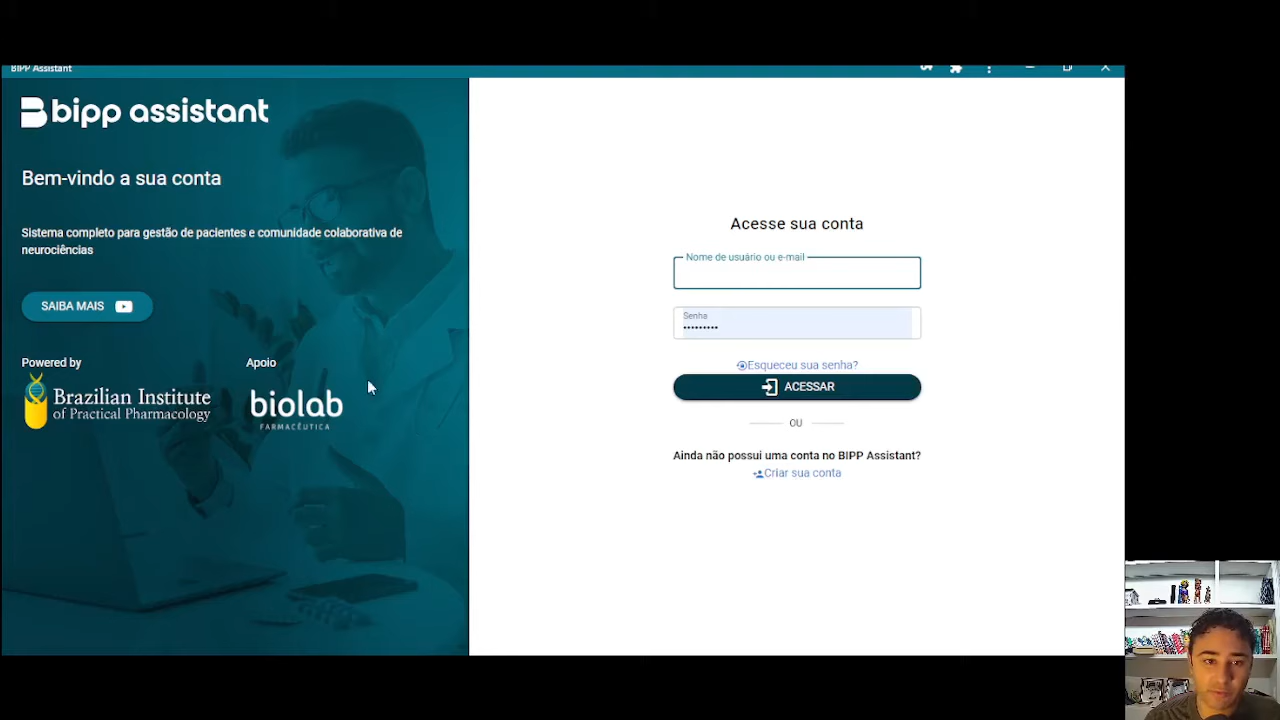 BIPP Assistant
bipp assistant
Bem-vindo a sua conta
Sistema completo para gestão de pacientes e comunidade colaborativa de
neurociências
SAIBA MAIS
Powered by
Brazilian Institute
of Practical Pharmacology
Apoio
biolab
FARMACÊUTICA
Acesse sua conta
Nome de usuário ou e-mail
Senha
•••••••••
Esqueceu sua senha?
ACESSAR
OU
Ainda não possui uma conta no BIPP Assistant?
Criar sua conta